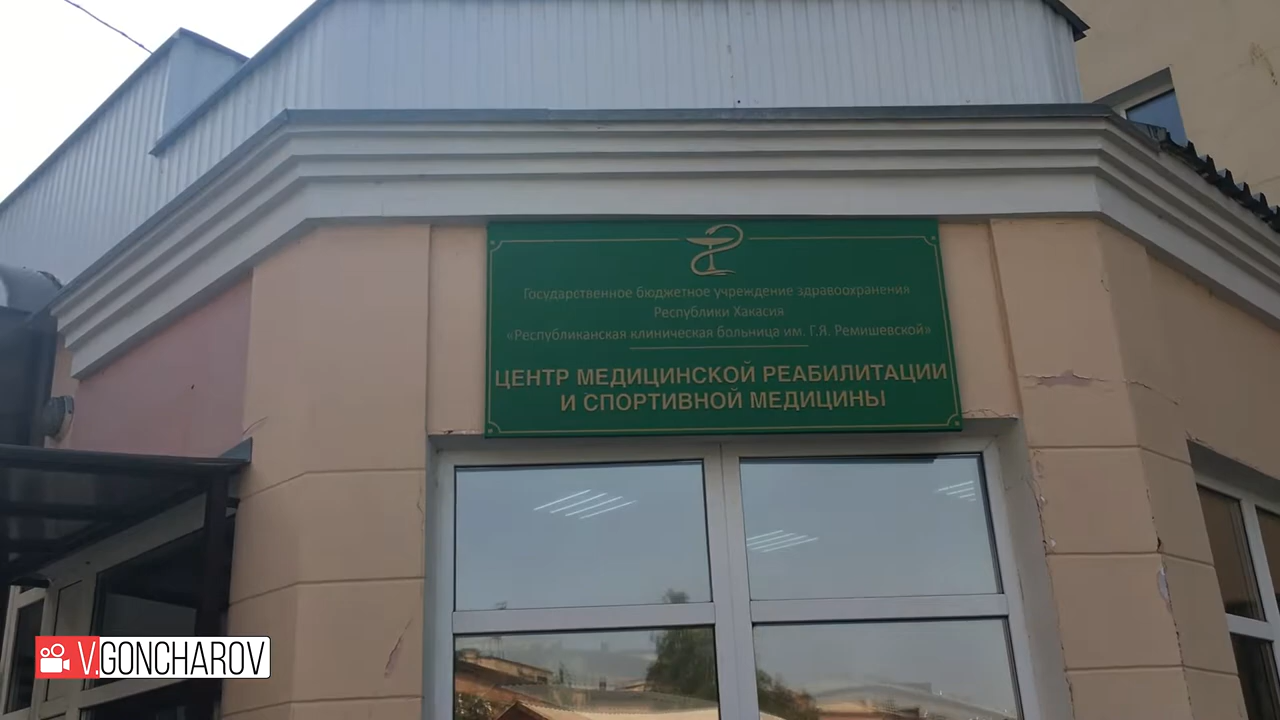 Государственное бюджетное учреждение здравоохранения
Республики Хакасия
«Республиканская клиническая больница им. Г.Я. Ремишевской»
ЦЕНТР МЕДИЦИНСКОЙ РЕАБИЛИТАЦИИ
И СПОРТИВНОЙ МЕДИЦИНЫ
V.GONCHAROV